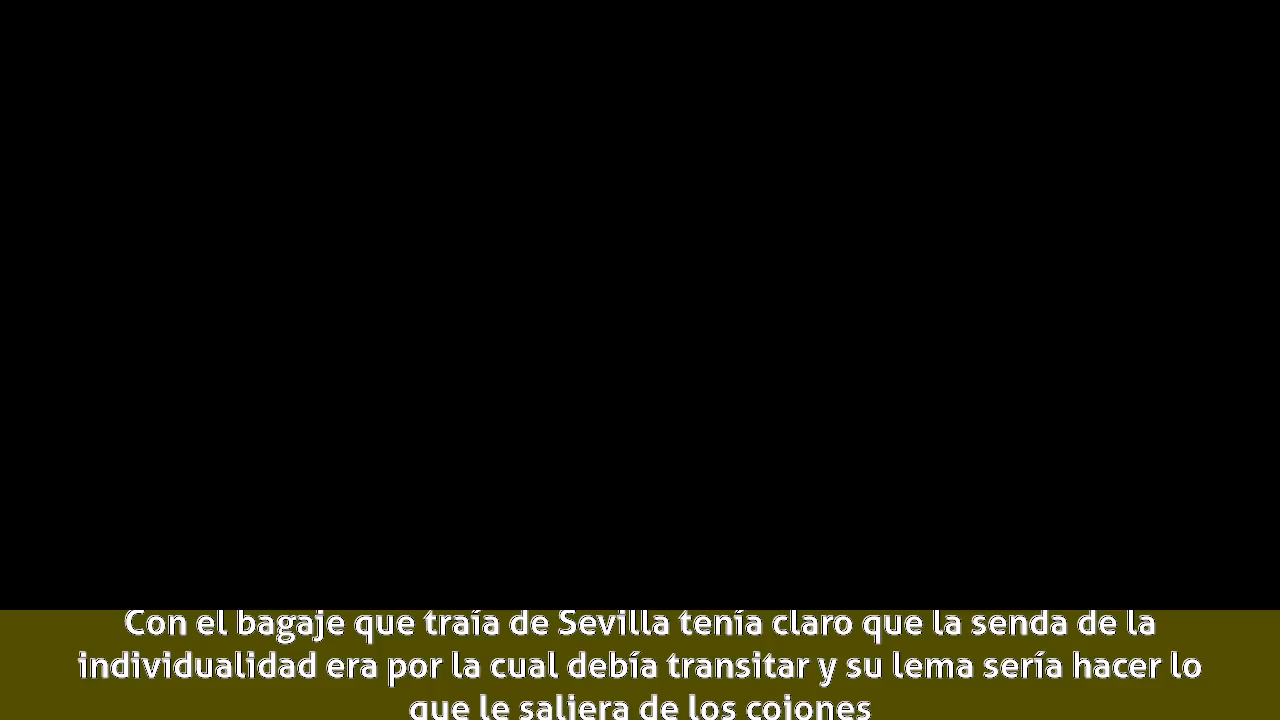 Con el bagaje que traía de Sevilla tenía claro que la senda de la
individualidad era por la cual debía transitar y su lema sería hacer lo
que le saliera de los cojones